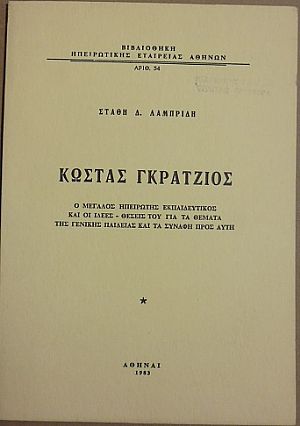 ΒΙΒΛΙΟΘΗΚΗ
ΗΠΕΙΡΩΤΙΚΗΣ ΕΤΑΙΡΕΙΑΣ ΑΘΗΝΩΝ
ΑΡΙΘ. 54
ΣΤΑΘΗ Δ. ΛΑΜΠΡΙΔΗ
ΚΩΣΤΑΣ ΓΚΡΑΤΖΙΟΣ
Ο ΜΕΓΑΛΟΣ ΗΠΕΙΡΩΤΗΣ ΕΚΠΑΙΔΕΥΤΙΚΟΣ
ΚΑΙ ΟΙ ΙΔΕΕΣ - ΘΕΣΕΙΣ ΤΟΥ ΓΙΑ ΤΑ ΘΕΜΑΤΑ
ΤΗΣ ΓΕΝΙΚΗΣ ΠΑΙΔΕΙΑΣ ΚΑΙ ΤΑ ΣΥΝΑΦΗ ΠΡΟΣ ΑΥΤΗ
*
ΑΘΗΝΑΙ
1983